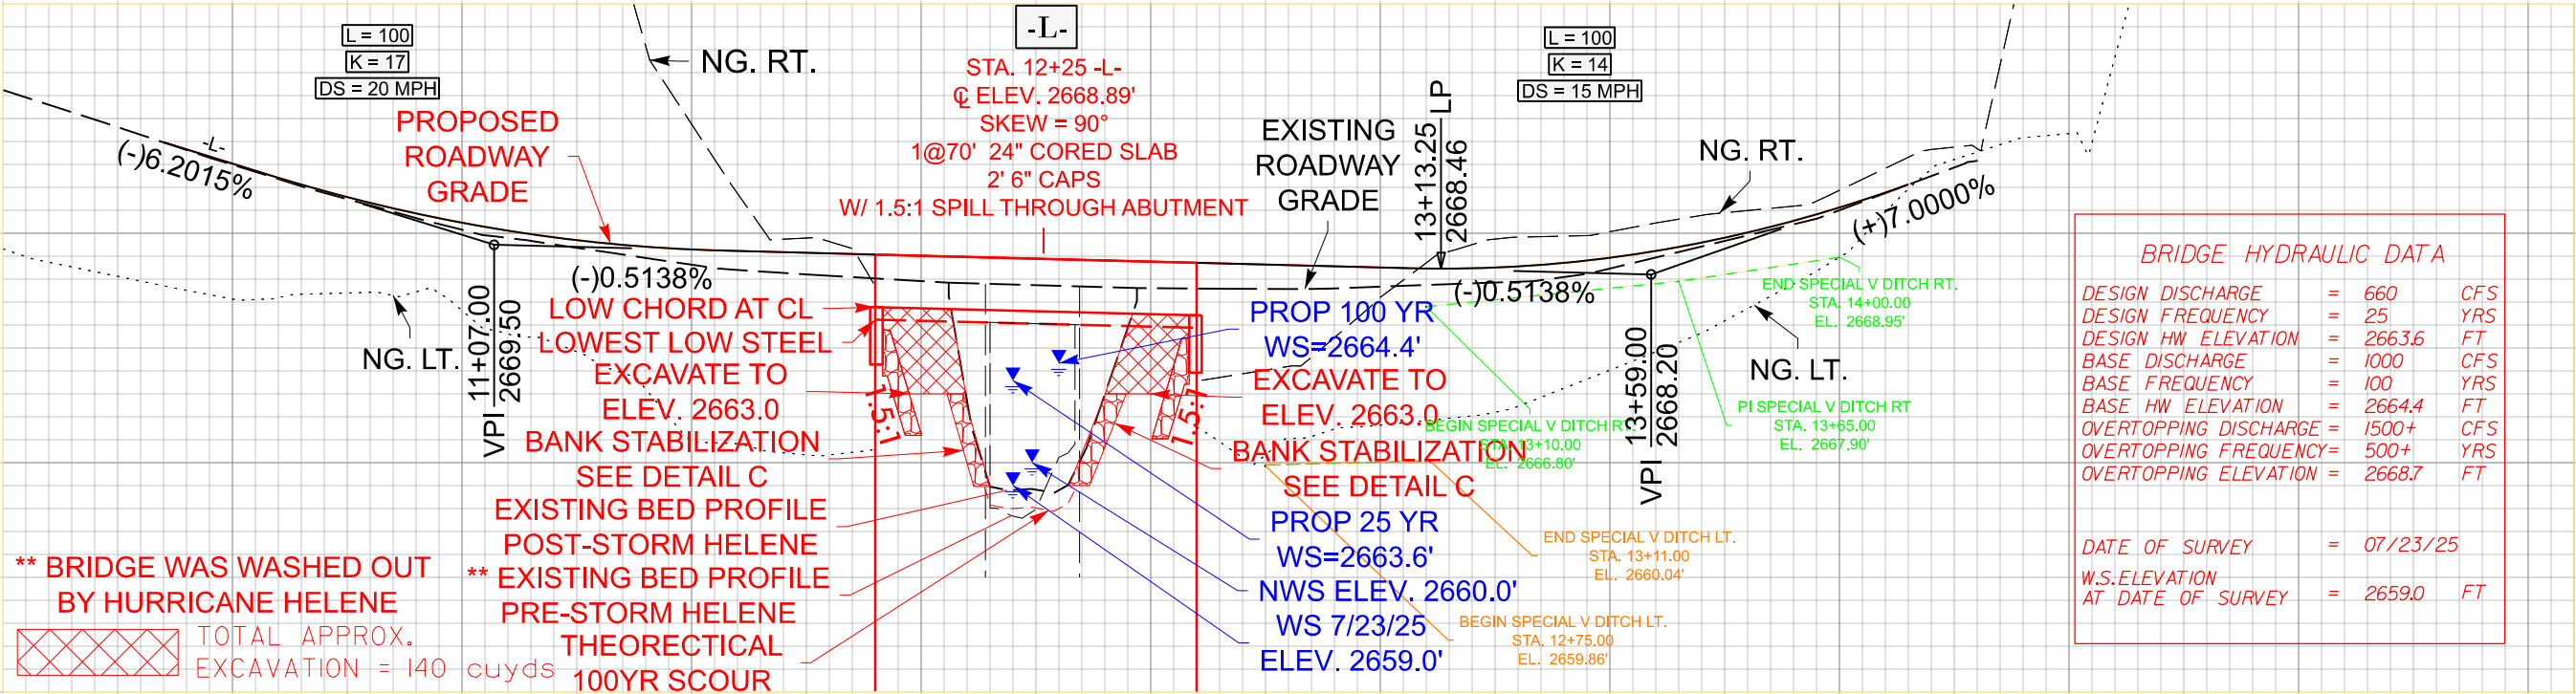 -L-
L = 100
K = 17
DS = 20 MPH
NG. RT.
STA. 12+25 -L-
℄ ELEV. 2668.89'
SKEW = 90°
1@70' 24" CORED SLAB
2' 6" CAPS
W/ 1.5:1 SPILL THROUGH ABUTMENT
L = 100
K = 14
DS = 15 MPH
-L-
(-)6.2015%
PROPOSED
ROADWAY
GRADE
EXISTING
ROADWAY
GRADE
13+13.25 LP
2668.46
NG. RT.
(+)7.0000%
(-)0.5138%
(-)0.5138%
NG. LT.
VPI 11+07.00
2669.50
LOW CHORD AT CL
LOWEST LOW STEEL
EXCAVATE TO
ELEV. 2663.0
BANK STABILIZATION
SEE DETAIL C
EXISTING BED PROFILE
POST-STORM HELENE
** EXISTING BED PROFILE
PRE-STORM HELENE
THEORECTICAL
100YR SCOUR
1.5:1
1.5:1
PROP 100 YR
WS=2664.4'
EXCAVATE TO
ELEV. 2663.0
BANK STABILIZATION
SEE DETAIL C
PROP 25 YR
WS=2663.6'
NWS ELEV. 2660.0'
WS 7/23/25
ELEV. 2659.0'
BEGIN SPECIAL V DITCH RT.
STA. 13+10.00
EL. 2666.80'
VPI 13+59.00
2668.20
END SPECIAL V DITCH RT.
STA. 14+00.00
EL. 2668.95'
NG. LT.
PI SPECIAL V DITCH RT
STA. 13+65.00
EL. 2667.90'
END SPECIAL V DITCH LT.
STA. 13+11.00
EL. 2660.04'
BEGIN SPECIAL V DITCH LT.
STA. 12+75.00
EL. 2659.86'
** BRIDGE WAS WASHED OUT
BY HURRICANE HELENE
TOTAL APPROX.
EXCAVATION = 140 cuyds
BRIDGE HYDRAULIC DATA
DESIGN DISCHARGE = 660 CFS
DESIGN FREQUENCY = 25 YRS
DESIGN HW ELEVATION = 2663.6 FT
BASE DISCHARGE = 1000 CFS
BASE FREQUENCY = 100 YRS
BASE HW ELEVATION = 2664.4 FT
OVERTOPPING DISCHARGE = 1500+ CFS
OVERTOPPING FREQUENCY = 500+ YRS
OVERTOPPING ELEVATION = 2668.7 FT
DATE OF SURVEY = 07/23/25
W.S.ELEVATION
AT DATE OF SURVEY = 2659.0 FT